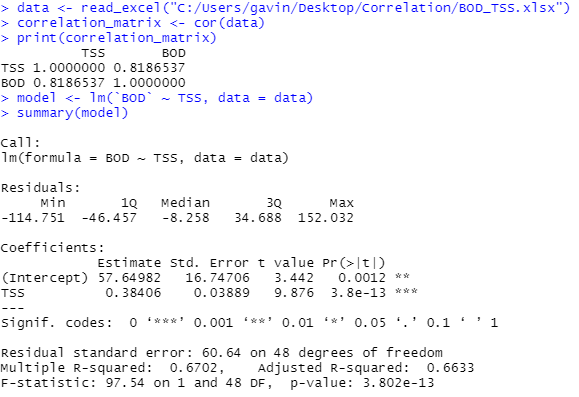 > data <- read_excel("C:/Users/gavin/Desktop/Correlation/BOD_TSS.xlsx")
> correlation_matrix <- cor(data)
> print(correlation_matrix)
          TSS       BOD
TSS 1.0000000 0.8186537
BOD 0.8186537 1.0000000
> model <- lm(`BOD` ~ TSS, data = data)
> summary(model)
Call:
lm(formula = BOD ~ TSS, data = data)
Residuals:
     Min       1Q   Median       3Q      Max
-114.751  -46.457   -8.258   34.688  152.032
Coefficients:
            Estimate Std. Error t value Pr(>|t|)
(Intercept) 57.64982   16.74706   3.442   0.0012 **
TSS          0.38406    0.03889   9.876  3.8e-13 ***
---
Signif. codes:  0 ‘***’ 0.001 ‘**’ 0.01 ‘*’ 0.05 ‘.’ 0.1 ‘ ’ 1
Residual standard error: 60.64 on 48 degrees of freedom
Multiple R-squared:  0.6702,    Adjusted R-squared:  0.6633
F-statistic: 97.54 on 1 and 48 DF,  p-value: 3.802e-13